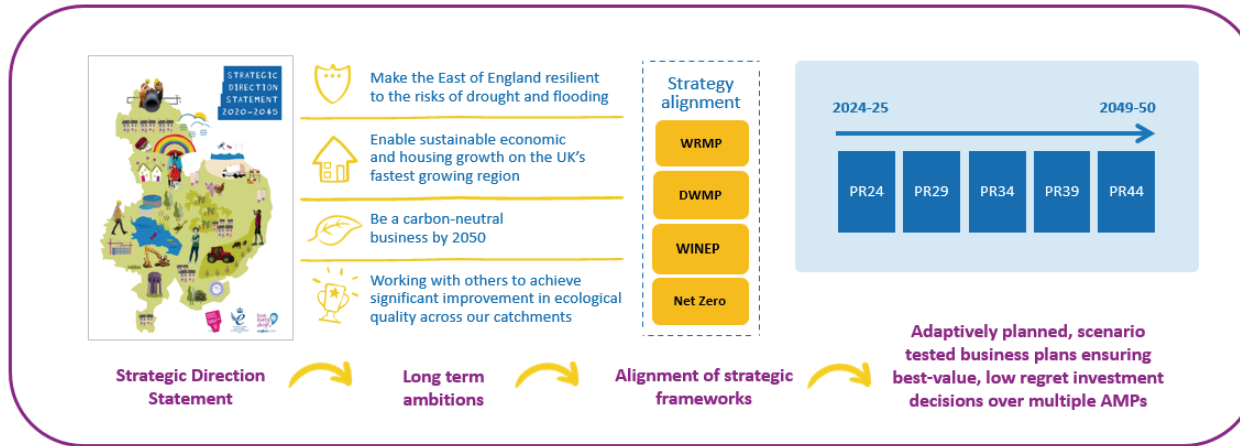 STRATEGIC
DIRECTION
STATEMENT
2020–2045
Make the East of England resilient
to the risks of drought and flooding
Enable sustainable economic
and housing growth on the UK's
fastest growing region
Be a carbon-neutral
business by 2050
Working with others to achieve
significant improvement in ecological
quality across our catchments
Strategy
alignment
WRMP
DWMP
WINEP
Net Zero
2024-25
2049-50
PR24
PR29
PR34
PR39
PR44
Strategic Direction
Statement
Long term
ambitions
Alignment of strategic
frameworks
Adaptively planned, scenario
tested business plans ensuring
best-value, low regret investment
decisions over multiple AMPs